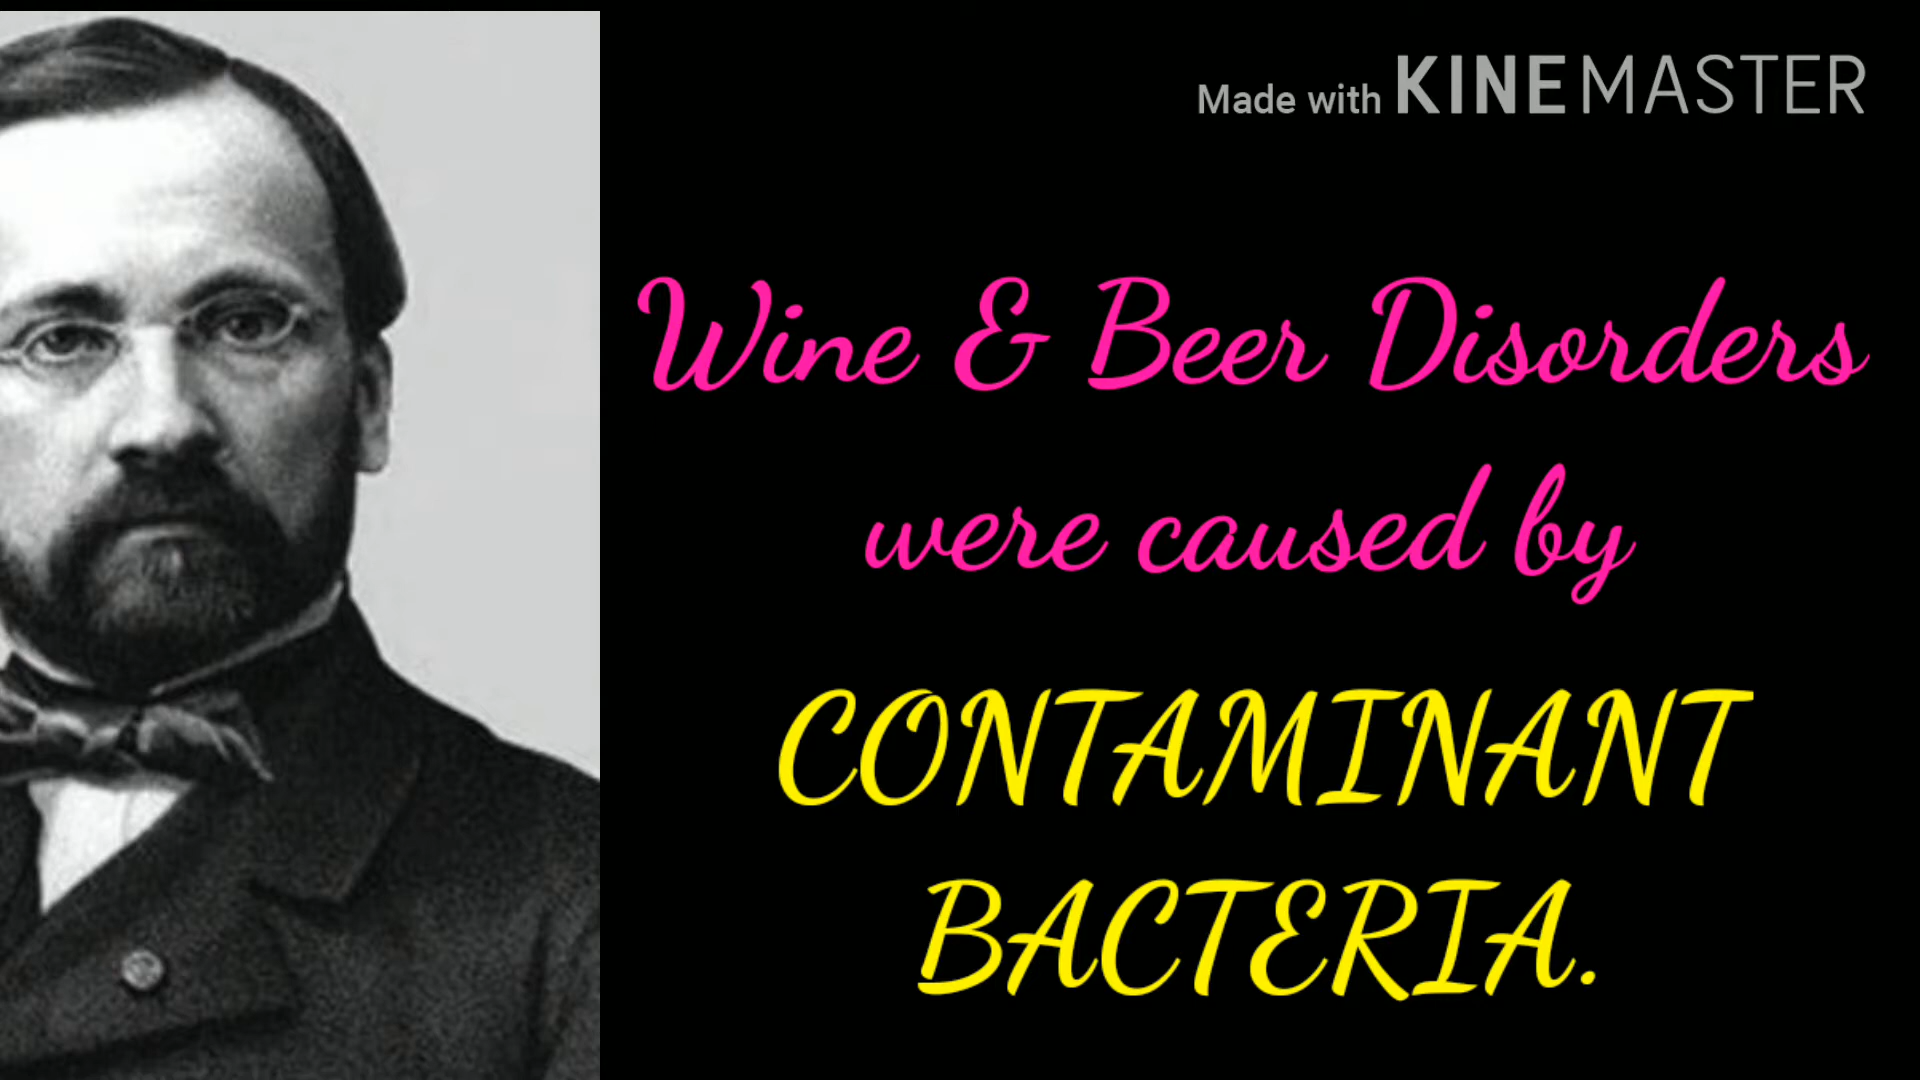 Made with KINEMASTER
Wine & Beer Disorders
were caused by
CONTAMINANT
BACTERIA.